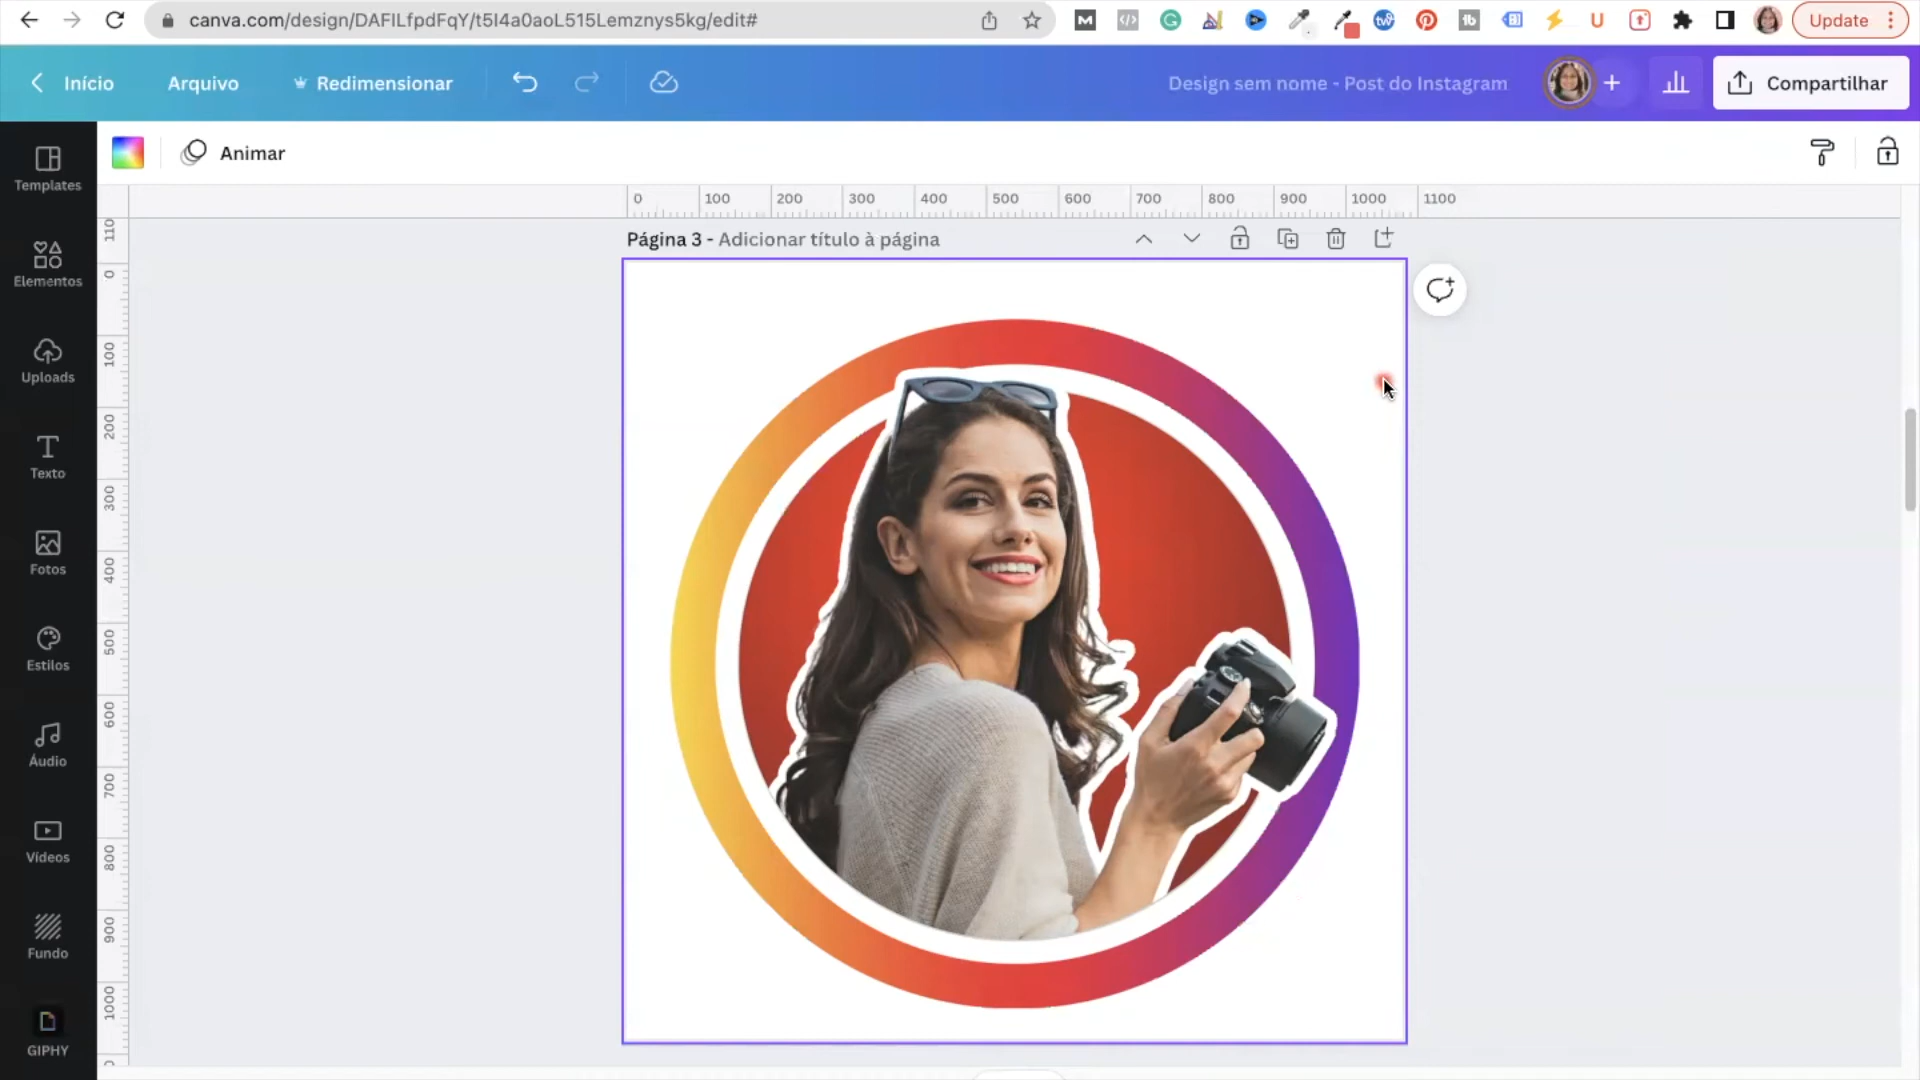 canva.com/design/DAFILfpdFqY/t5I4a0aoL515Lemznys5kg/edit#
Update
Início
Arquivo
Redimensionar
Design sem nome - Post do Instagram
Compartilhar
Animar
Templates
Elementos
Uploads
Texto
Fotos
Estilos
Áudio
Vídeos
Fundo
GIPHY
0 100 200 300 400 500 600 700 800 900 1000 1100
Página 3 - Adicionar título à página
110
0
100
200
300
400
500
600
700
800
900
1000